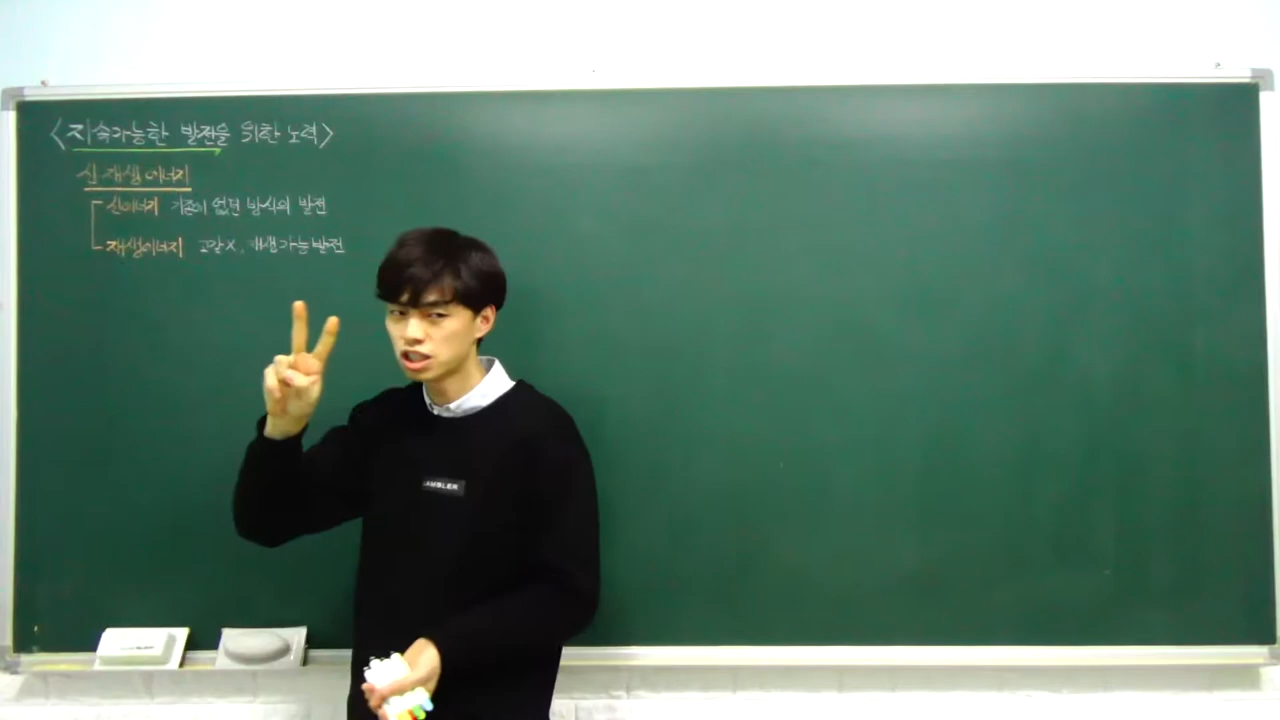 <지속가능한 발전을 위한 노력>
신 재생 에너지
신에너지 기존에 없던 방식의 발전
재생에너지 고갈X, 재생가능발전
AMBLER